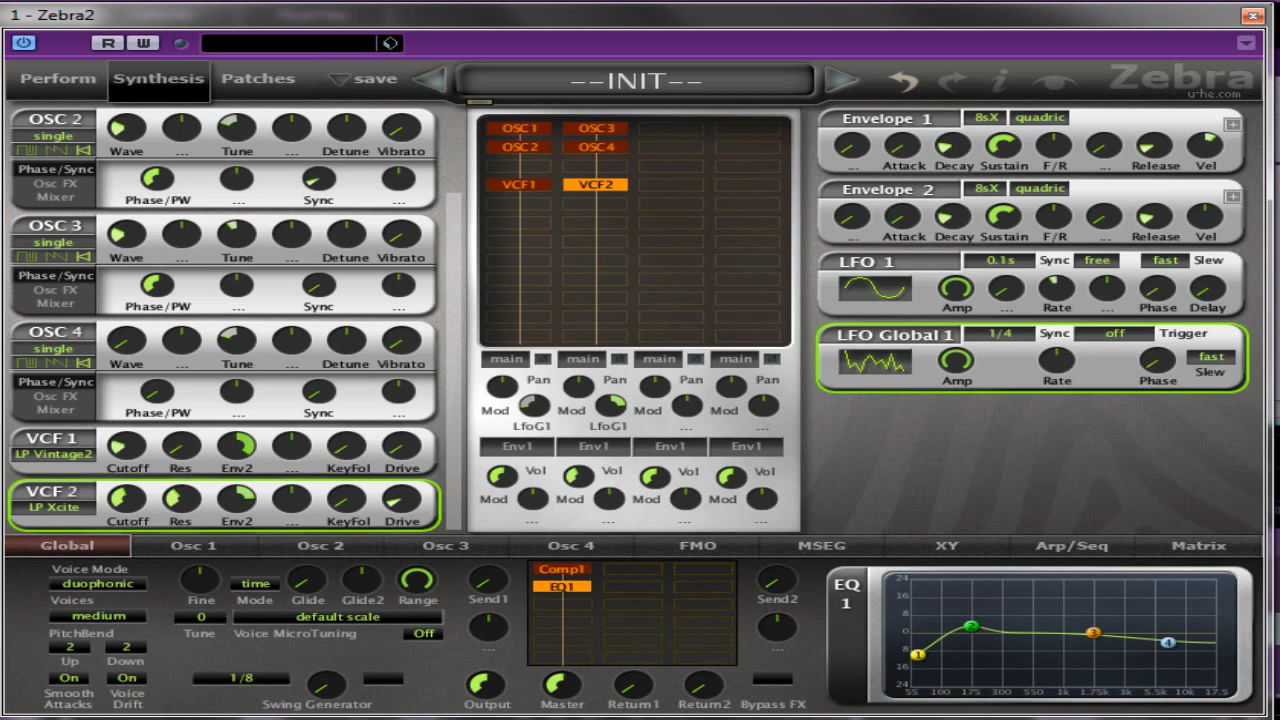 1 - Zebra2
R W
Perform Synthesis Patches save --INIT-- Zebra
u-he.com
OSC 2
single
Wave ... Tune Detune Vibrato
Phase/Sync
Osc FX
Mixer
Phase/PW ... Sync ...
OSC 3
single
Wave ... Tune Detune Vibrato
Phase/Sync
Osc FX
Mixer
Phase/PW ... Sync ...
OSC 4
single
Wave ... Tune Detune Vibrato
Phase/Sync
Osc FX
Mixer
Phase/PW ... Sync ...
VCF 1
LP Vintage2
Cutoff Res Env2 ... KeyFol Drive
VCF 2
LP Xcite
Cutoff Res Env2 ... KeyFol Drive
OSC1 OSC3
OSC2 OSC4
VCF1 VCF2
main main main main
Pan Pan Pan Pan
Mod Mod Mod Mod
LfoG1 LfoG1 ... ...
Env1 Env1 Env1 Env1
Vol Vol Vol Vol
Mod Mod Mod Mod
... ... ... ...
Envelope 1 8sX quadric
... Attack Decay Sustain F/R ... Release Vel
Envelope 2 8sX quadric
... Attack Decay Sustain F/R ... Release Vel
LFO 1 0.1s Sync free fast Slew
Amp ... Rate ... Phase Delay
LFO Global 1 1/4 Sync off Trigger
fast
Slew
Amp Rate Phase
Global Osc 1 Osc 2 Osc 3 Osc 4 FMO MSEG XY Arp/Seq Matrix
Voice Mode
duophonic
Voices
medium
PitchBend
2 2
Up Down
On On
Smooth Attacks
Voice Drift
time
Fine Mode Glide Glide2 Range
0 default scale
Tune Voice MicroTuning Off
1/8
Swing Generator
Send1
...
Comp1
EQ1
Send2
...
Output Master Return1 Return2 Bypass FX
EQ
1
24
16
8
0
8
16
24
1 2 3 4
55 100 175 300 550 1k 1.75k 3k 5.5k 10k 17.5